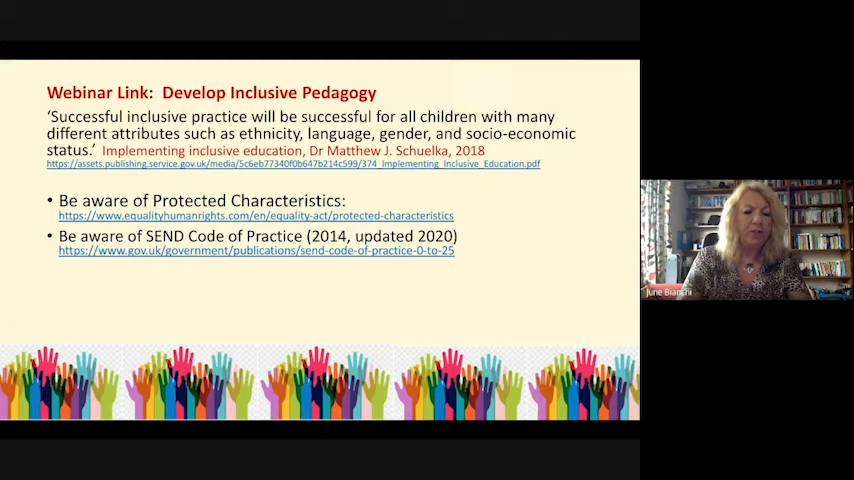 Webinar Link: Develop Inclusive Pedagogy
‘Successful inclusive practice will be successful for all children with many
different attributes such as ethnicity, language, gender, and socio-economic
status.’ Implementing inclusive education, Dr Matthew J. Schuelka, 2018
https://assets.publishing.service.gov.uk/media/5c6eb77340f0b647b214c599/374_Implementing_Inclusive_Education.pdf
• Be aware of Protected Characteristics:
https://www.equalityhumanrights.com/en/equality-act/protected-characteristics
• Be aware of SEND Code of Practice (2014, updated 2020)
https://www.gov.uk/government/publications/send-code-of-practice-0-to-25
June Bianchi